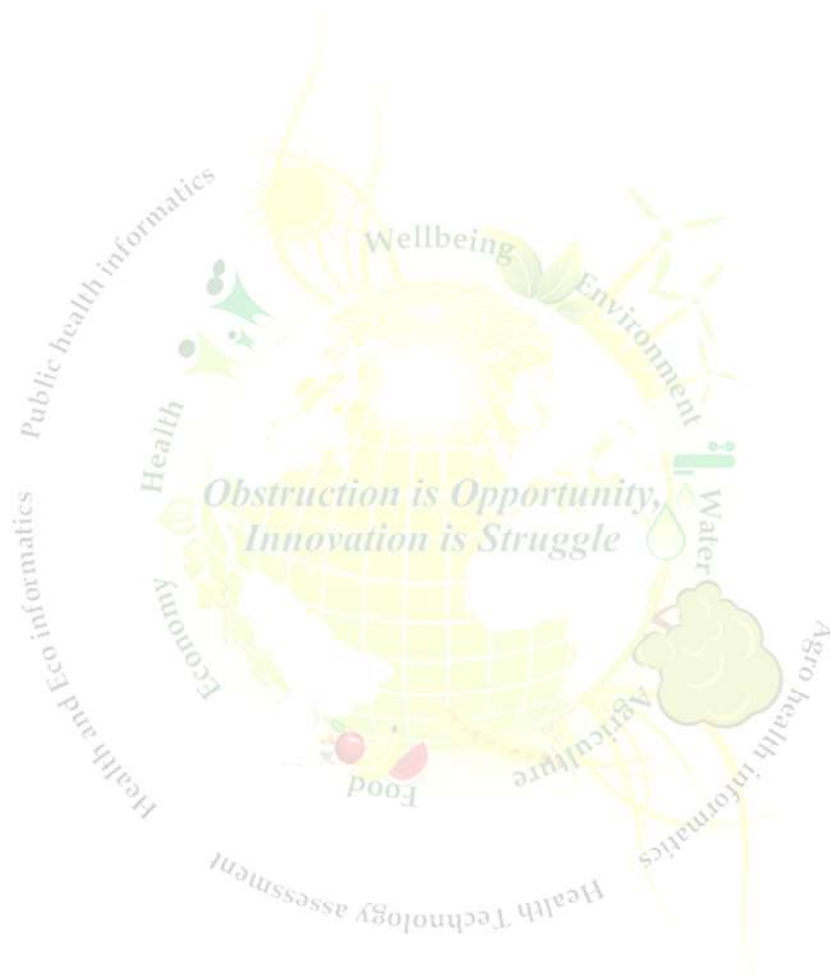 Public health informatics
Wellbeing
Environment
Health
Obstruction is Opportunity,
Innovation is Struggle
Water
Health and Eco informatics
Economy
Agriculture
Agro health informatics
Food
Health Technology assessment